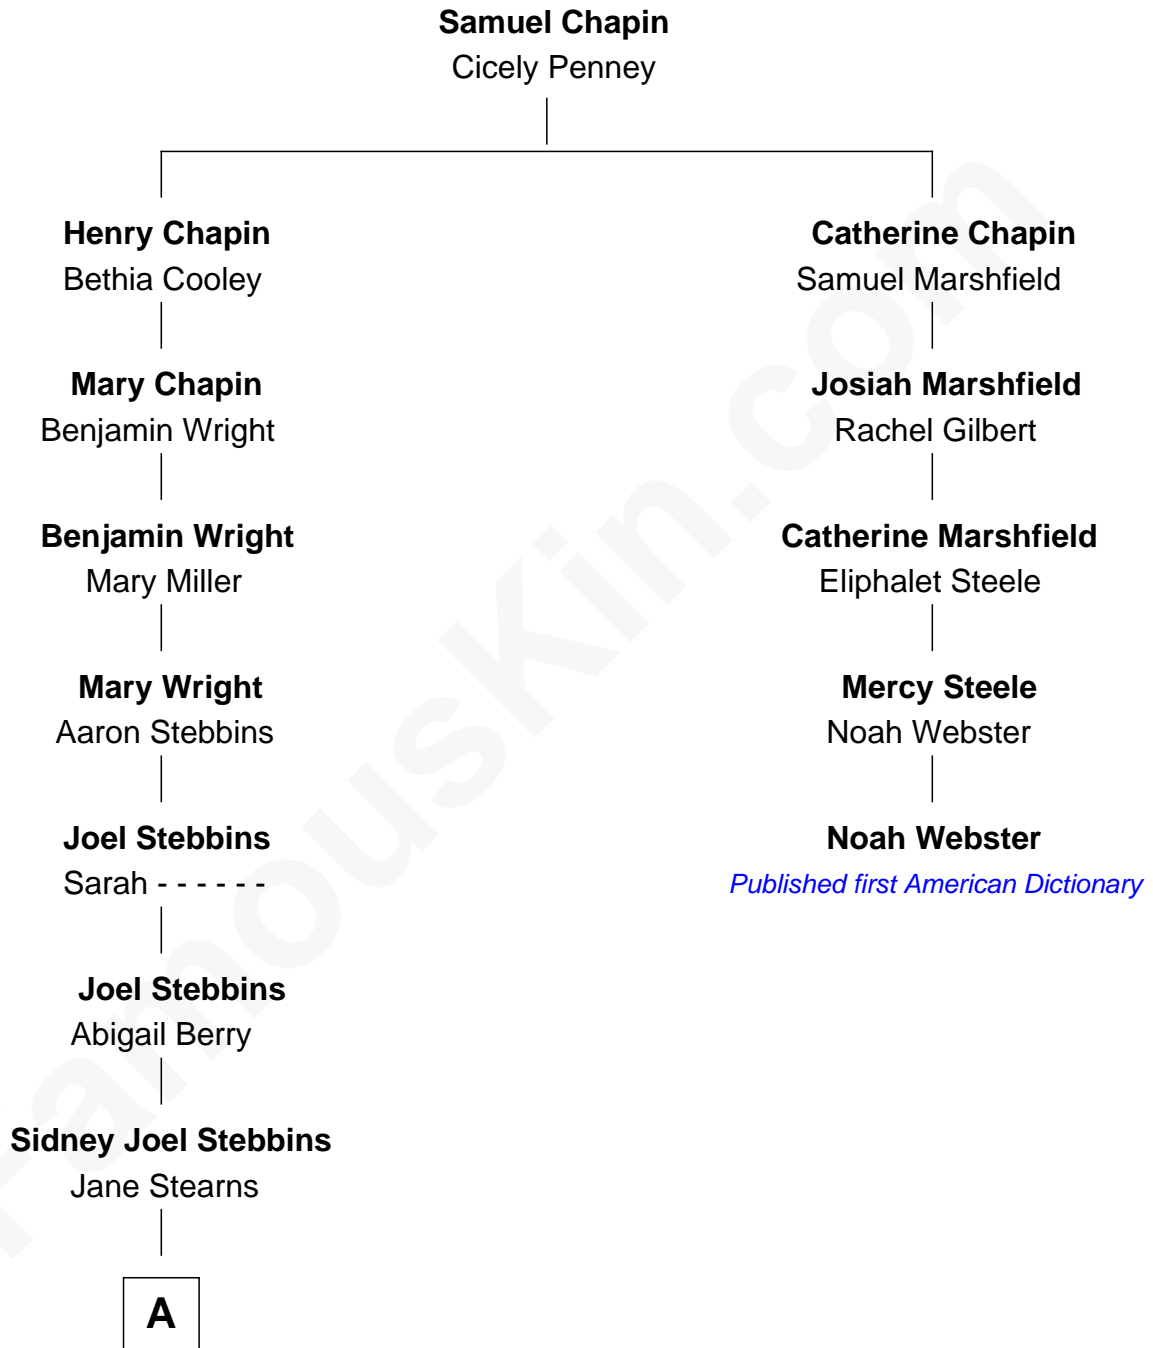 Samuel Chapin
Cicely Penney
Henry Chapin
Bethia Cooley
Catherine Chapin
Samuel Marshfield
Mary Chapin
Benjamin Wright
Josiah Marshfield
Rachel Gilbert
Benjamin Wright
Mary Miller
Catherine Marshfield
Eliphalet Steele
Mary Wright
Aaron Stebbins
Mercy Steele
Noah Webster
Joel Stebbins
Sarah - - - - - -
Noah Webster
Published first American Dictionary
Joel Stebbins
Abigail Berry
Sidney Joel Stebbins
Jane Stearns
A
FamousKin.com